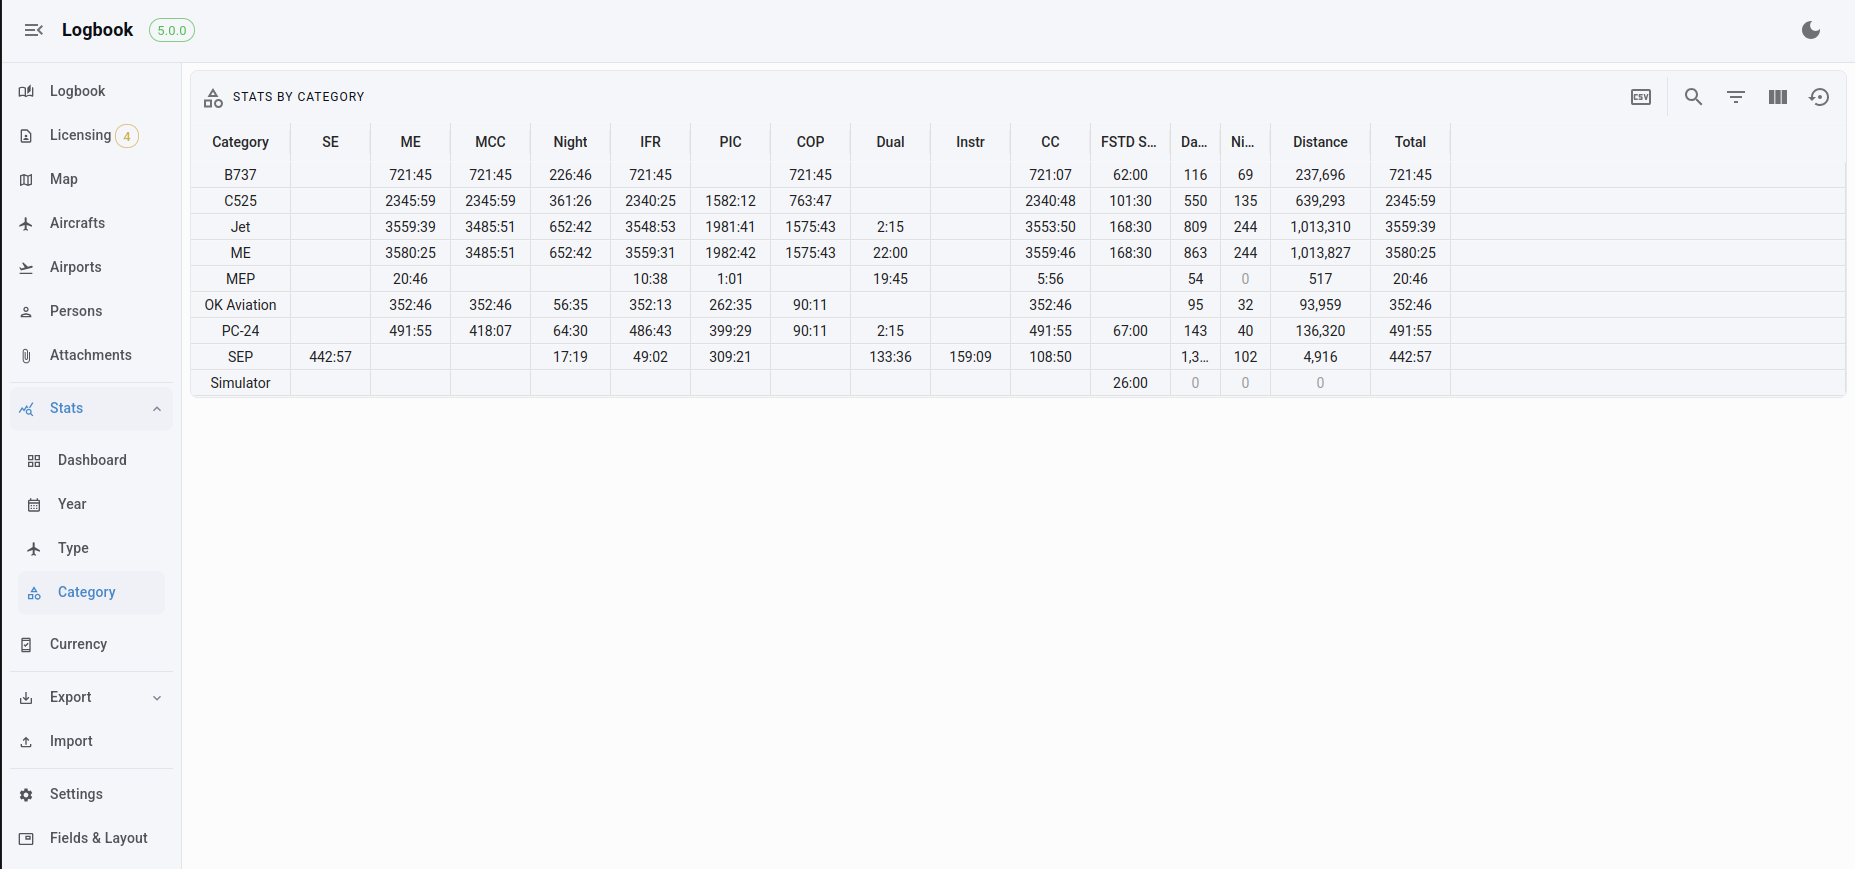 Logbook 5.0.0
Logbook
Licensing 4
Map
Aircrafts
Airports
Persons
Attachments
Stats
Dashboard
Year
Type
Category
Currency
Export
Import
Settings
Fields & Layout
STATS BY CATEGORY
CSV
Category SE ME MCC Night IFR PIC COP Dual Instr CC FSTD S... Da... Ni... Distance Total
B737 721:45 721:45 226:46 721:45 721:45 721:07 62:00 116 69 237,696 721:45
C525 2345:59 2345:59 361:26 2340:25 1582:12 763:47 2340:48 101:30 550 135 639,293 2345:59
Jet 3559:39 3485:51 652:42 3548:53 1981:41 1575:43 2:15 3553:50 168:30 809 244 1,013,310 3559:39
ME 3580:25 3485:51 652:42 3559:31 1982:42 1575:43 22:00 3559:46 168:30 863 244 1,013,827 3580:25
MEP 20:46 10:38 1:01 19:45 5:56 54 0 517 20:46
OK Aviation 352:46 352:46 56:35 352:13 262:35 90:11 352:46 95 32 93,959 352:46
PC-24 491:55 418:07 64:30 486:43 399:29 90:11 2:15 491:55 67:00 143 40 136,320 491:55
SEP 442:57 17:19 49:02 309:21 133:36 159:09 108:50 1,3... 102 4,916 442:57
Simulator 26:00 0 0 0